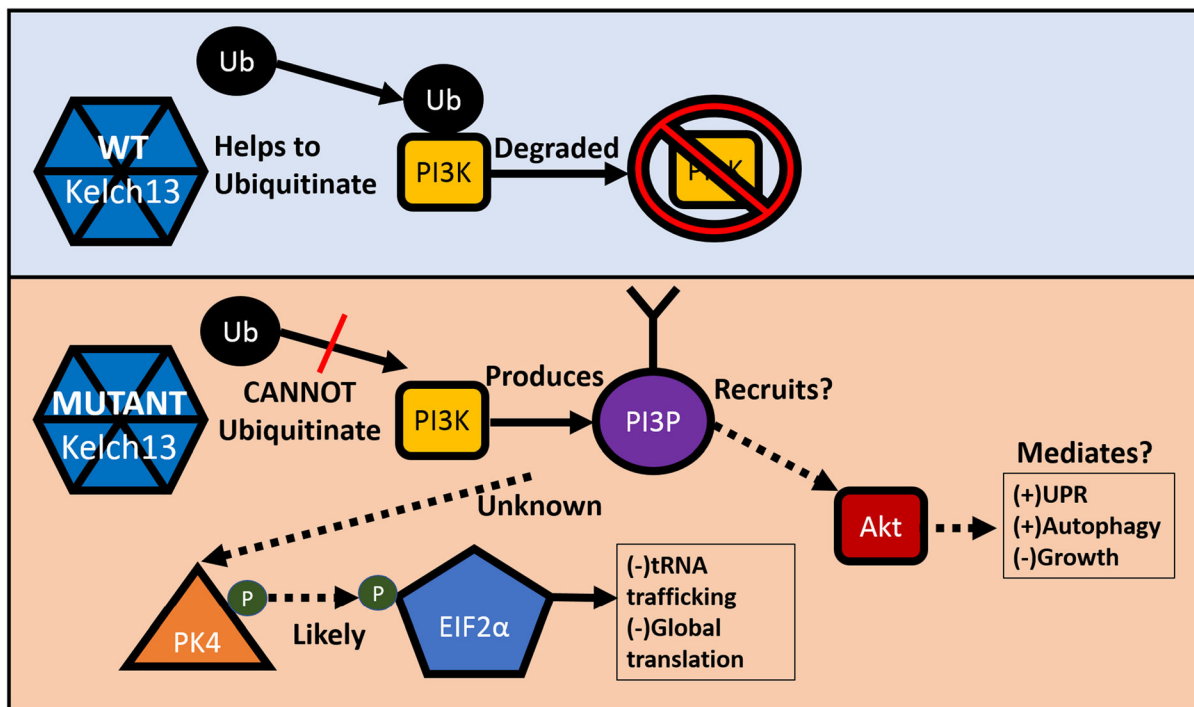 Ub
Ub
WT
Kelch13
Helps to
Ubiquitinate
PI3K
Degraded
Ub
MUTANT
Kelch13
CANNOT
Ubiquitinate
PI3K
Produces
PI3P
Recruits?
Akt
Mediates?
(+)UPR
(+)Autophagy
(-)Growth
Unknown
PK4
P
Likely
P
EIF2α
(-)tRNA
trafficking
(-)Global
translation